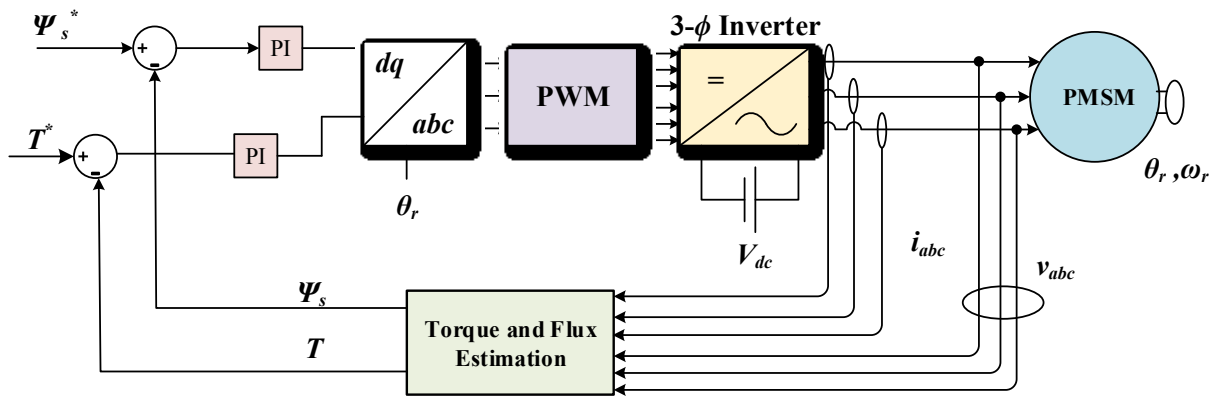 Ψs*
PI
3-ϕ Inverter
dq
abc
PWM
=
PMSM
T*
PI
θr
Vdc
θr ,ωr
iabc
vabc
Ψs
T
Torque and Flux
Estimation
+
-
+
-